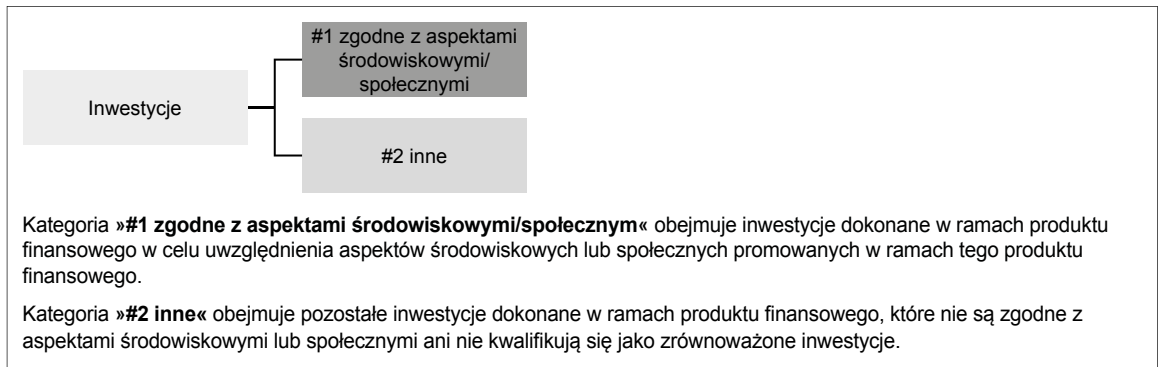 #1 zgodne z aspektami
środowiskowymi/
społecznymi
Inwestycje
#2 inne
Kategoria »#1 zgodne z aspektami środowiskowymi/społecznym« obejmuje inwestycje dokonane w ramach produktu
finansowego w celu uwzględnienia aspektów środowiskowych lub społecznych promowanych w ramach tego produktu
finansowego.
Kategoria »#2 inne« obejmuje pozostałe inwestycje dokonane w ramach produktu finansowego, które nie są zgodne z
aspektami środowiskowymi lub społecznymi ani nie kwalifikują się jako zrównoważone inwestycje.